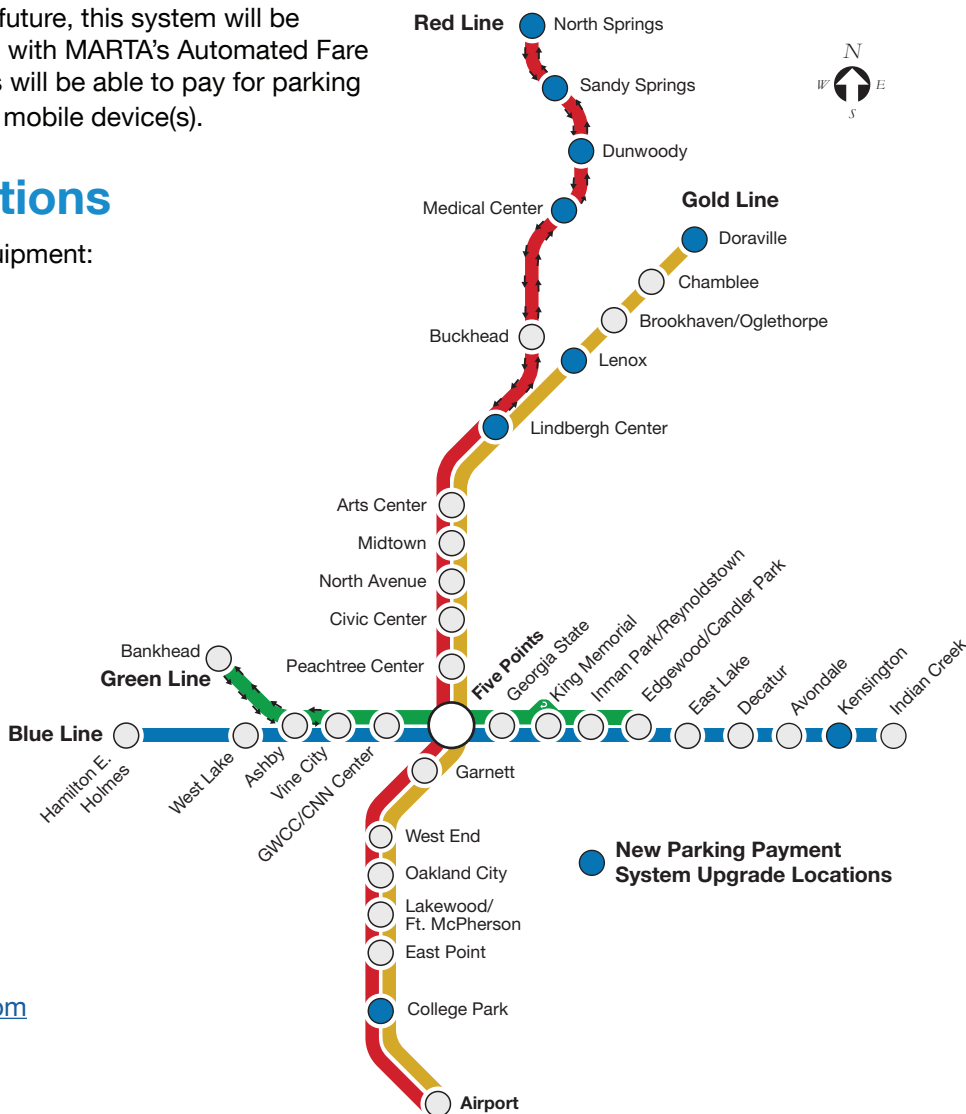 future, this system will be
with MARTA's Automated Fare
will be able to pay for parking
mobile device(s).
tions
uipment:
Red Line
North Springs
N
W
E
S
Sandy Springs
Dunwoody
Medical Center
Gold Line
Doraville
Chamblee
Brookhaven/Oglethorpe
Buckhead
Lenox
Lindbergh Center
Arts Center
Midtown
North Avenue
Civic Center
Peachtree Center
Bankhead
Green Line
Blue Line
Hamilton E.
Holmes
West Lake
Ashby
Vine City
GWCC/CNN Center
Five Points
Georgia State
King Memorial
Inman Park/Reynoldstown
Edgewood/Candler Park
East Lake
Decatur
Avondale
Kensington
Indian Creek
Garnett
West End
Oakland City
Lakewood/
Ft. McPherson
East Point
College Park
Airport
New Parking Payment
System Upgrade Locations
om